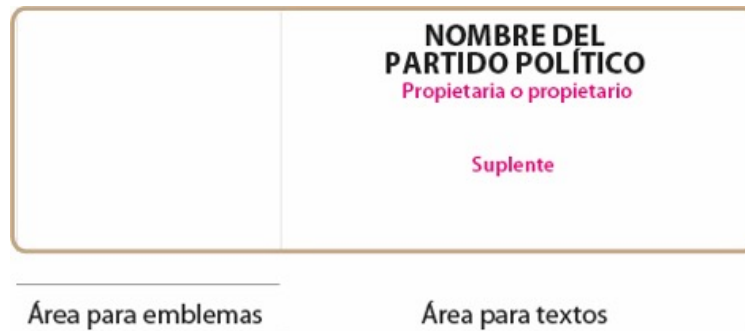 NOMBRE DEL
PARTIDO POLÍTICO
Propietaria o propietario
Suplente
Área para emblemas
Área para textos